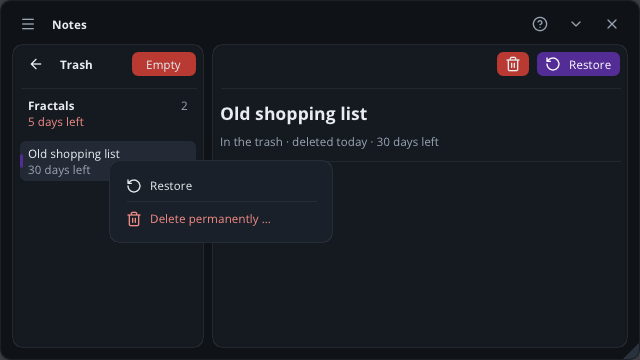 Notes
Trash
Empty
Restore
Fractals 2
5 days left
Old shopping list
30 days left
Old shopping list
In the trash · deleted today · 30 days left
Restore
Delete permanently ...